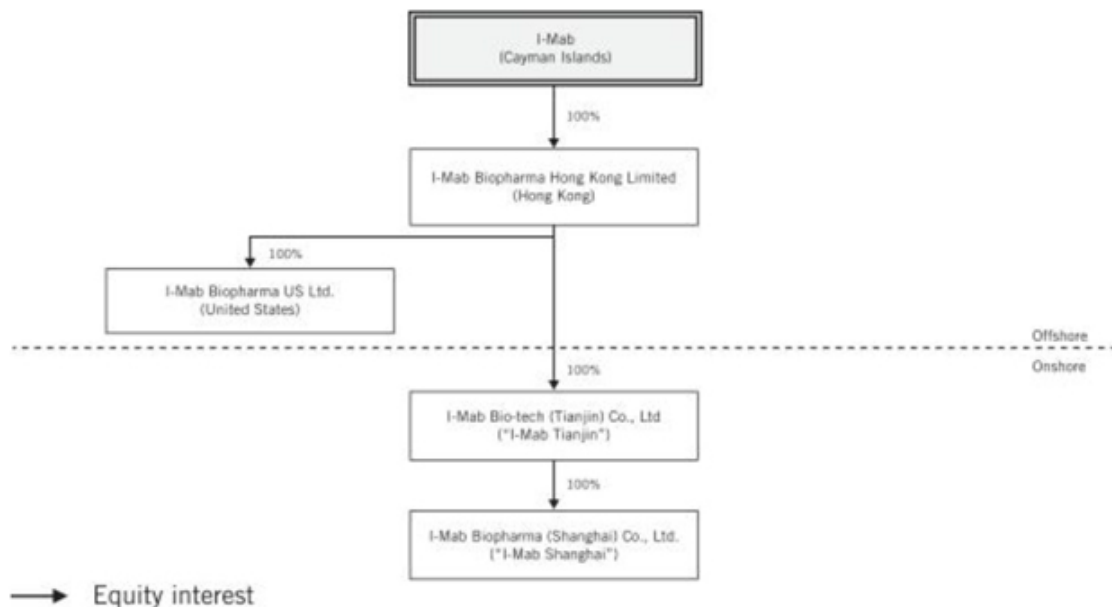 I-Mab
(Cayman Islands)
100%
I-Mab Biopharma Hong Kong Limited
(Hong Kong)
100%
I-Mab Biopharma US Ltd.
(United States)
Offshore
Onshore
100%
I-Mab Bio-tech (Tianjin) Co., Ltd
(“I-Mab Tianjin”)
100%
I-Mab Biopharma (Shanghai) Co., Ltd.
(“I-Mab Shanghai”)
Equity interest